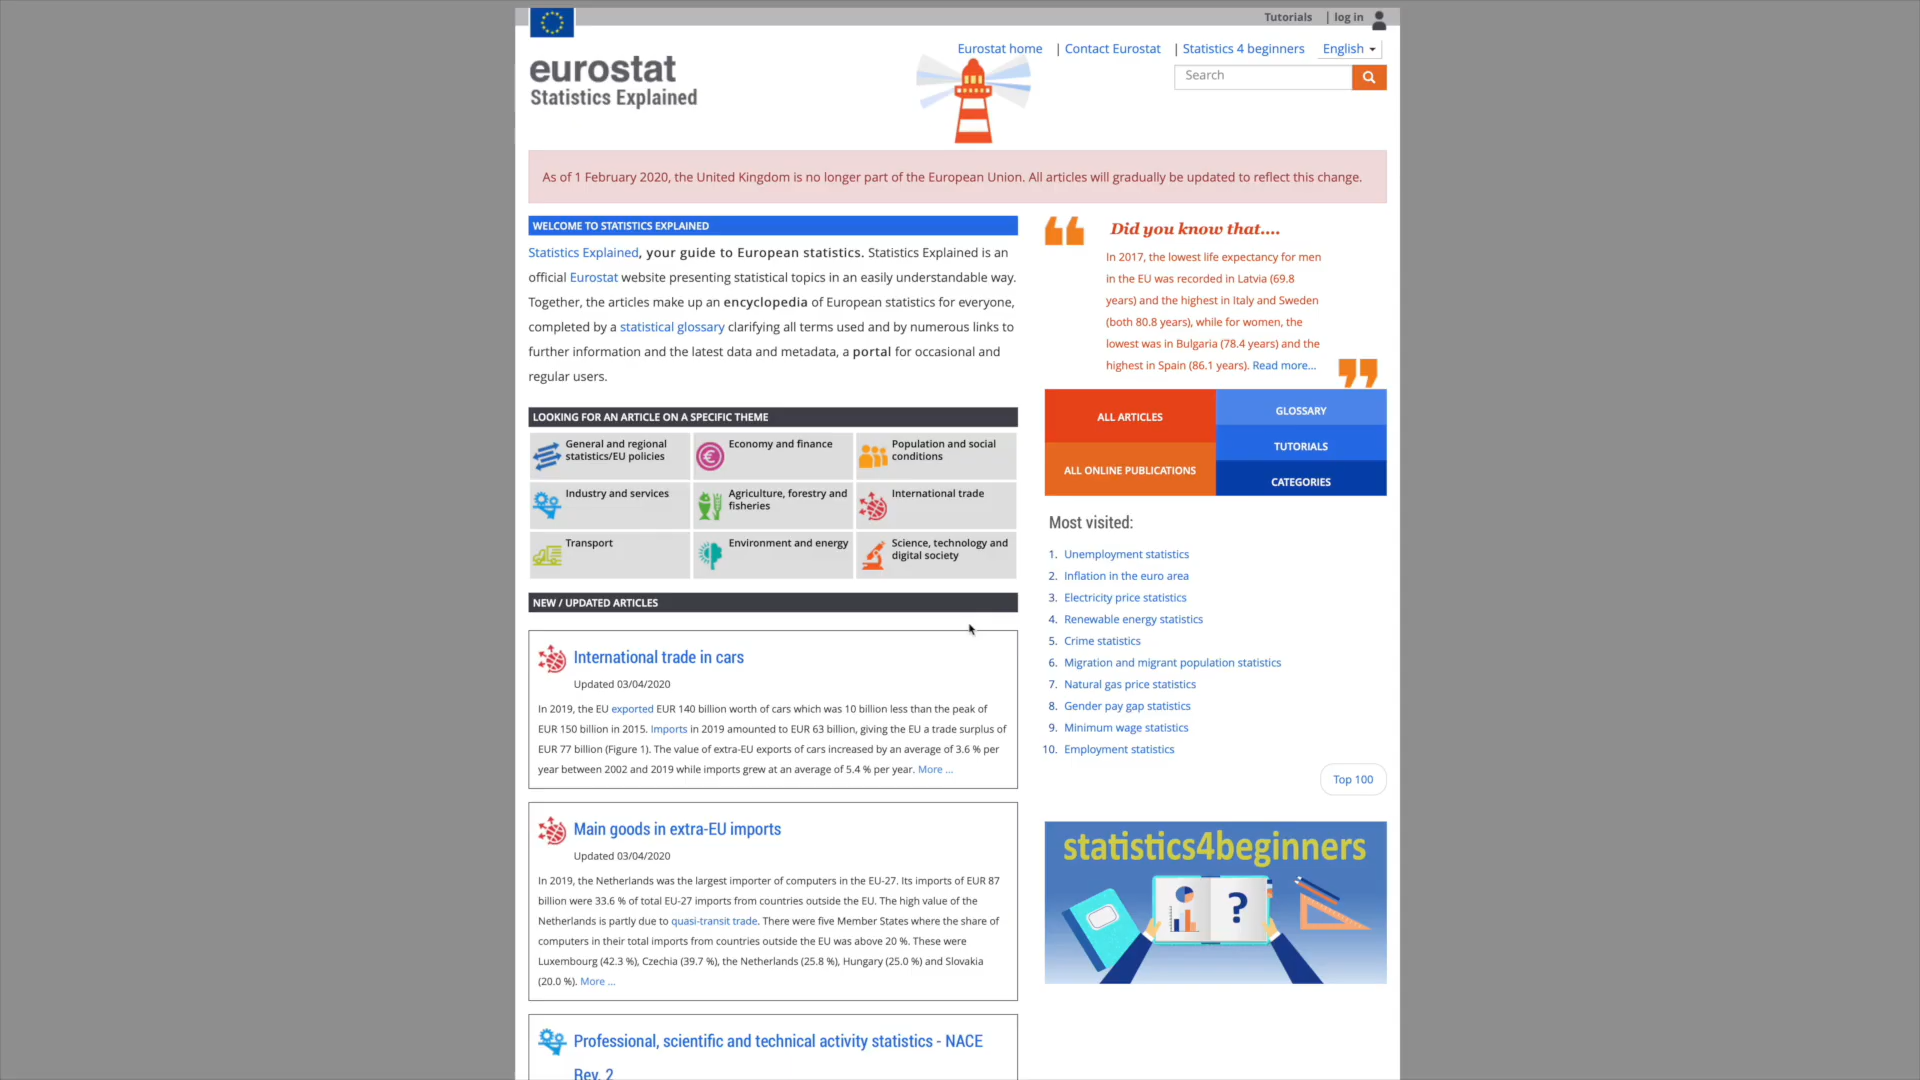 Tutorials | log in
Eurostat home | Contact Eurostat | Statistics 4 beginners English
eurostat
Statistics Explained
Search
As of 1 February 2020, the United Kingdom is no longer part of the European Union. All articles will gradually be updated to reflect this change.
WELCOME TO STATISTICS EXPLAINED
Statistics Explained, your guide to European statistics. Statistics Explained is an
official Eurostat website presenting statistical topics in an easily understandable way.
Together, the articles make up an encyclopedia of European statistics for everyone,
completed by a statistical glossary clarifying all terms used and by numerous links to
further information and the latest data and metadata, a portal for occasional and
regular users.
LOOKING FOR AN ARTICLE ON A SPECIFIC THEME
General and regional
statistics/EU policies
Economy and finance
Population and social
conditions
Industry and services
Agriculture, forestry and
fisheries
International trade
Transport
Environment and energy
Science, technology and
digital society
NEW / UPDATED ARTICLES
International trade in cars
Updated 03/04/2020
In 2019, the EU exported EUR 140 billion worth of cars which was 10 billion less than the peak of
EUR 150 billion in 2015. Imports in 2019 amounted to EUR 63 billion, giving the EU a trade surplus of
EUR 77 billion (Figure 1). The value of extra-EU exports of cars increased by an average of 3.6 % per
year between 2002 and 2019 while imports grew at an average of 5.4 % per year. More ...
Main goods in extra-EU imports
Updated 03/04/2020
In 2019, the Netherlands was the largest importer of computers in the EU-27. Its imports of EUR 87
billion were 33.6 % of total EU-27 imports from countries outside the EU. The high value of the
Netherlands is partly due to quasi-transit trade. There were five Member States where the share of
computers in their total imports from countries outside the EU was above 20 %. These were
Luxembourg (42.3 %), Czechia (39.7 %), the Netherlands (25.8 %), Hungary (25.0 %) and Slovakia
(20.0 %). More ...
Professional, scientific and technical activity statistics - NACE
Rev. 2
Did you know that....
In 2017, the lowest life expectancy for men
in the EU was recorded in Latvia (69.8
years) and the highest in Italy and Sweden
(both 80.8 years), while for women, the
lowest was in Bulgaria (78.4 years) and the
highest in Spain (86.1 years). Read more...
ALL ARTICLES
ALL ONLINE PUBLICATIONS
GLOSSARY
TUTORIALS
CATEGORIES
Most visited:
1. Unemployment statistics
2. Inflation in the euro area
3. Electricity price statistics
4. Renewable energy statistics
5. Crime statistics
6. Migration and migrant population statistics
7. Natural gas price statistics
8. Gender pay gap statistics
9. Minimum wage statistics
10. Employment statistics
Top 100
statistics4beginners
?